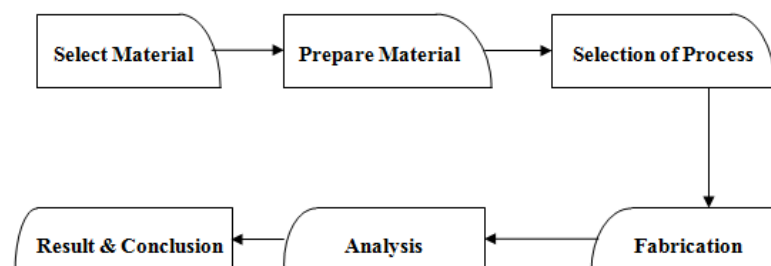 Select Material
Prepare Material
Selection of Process
Fabrication
Analysis
Result & Conclusion